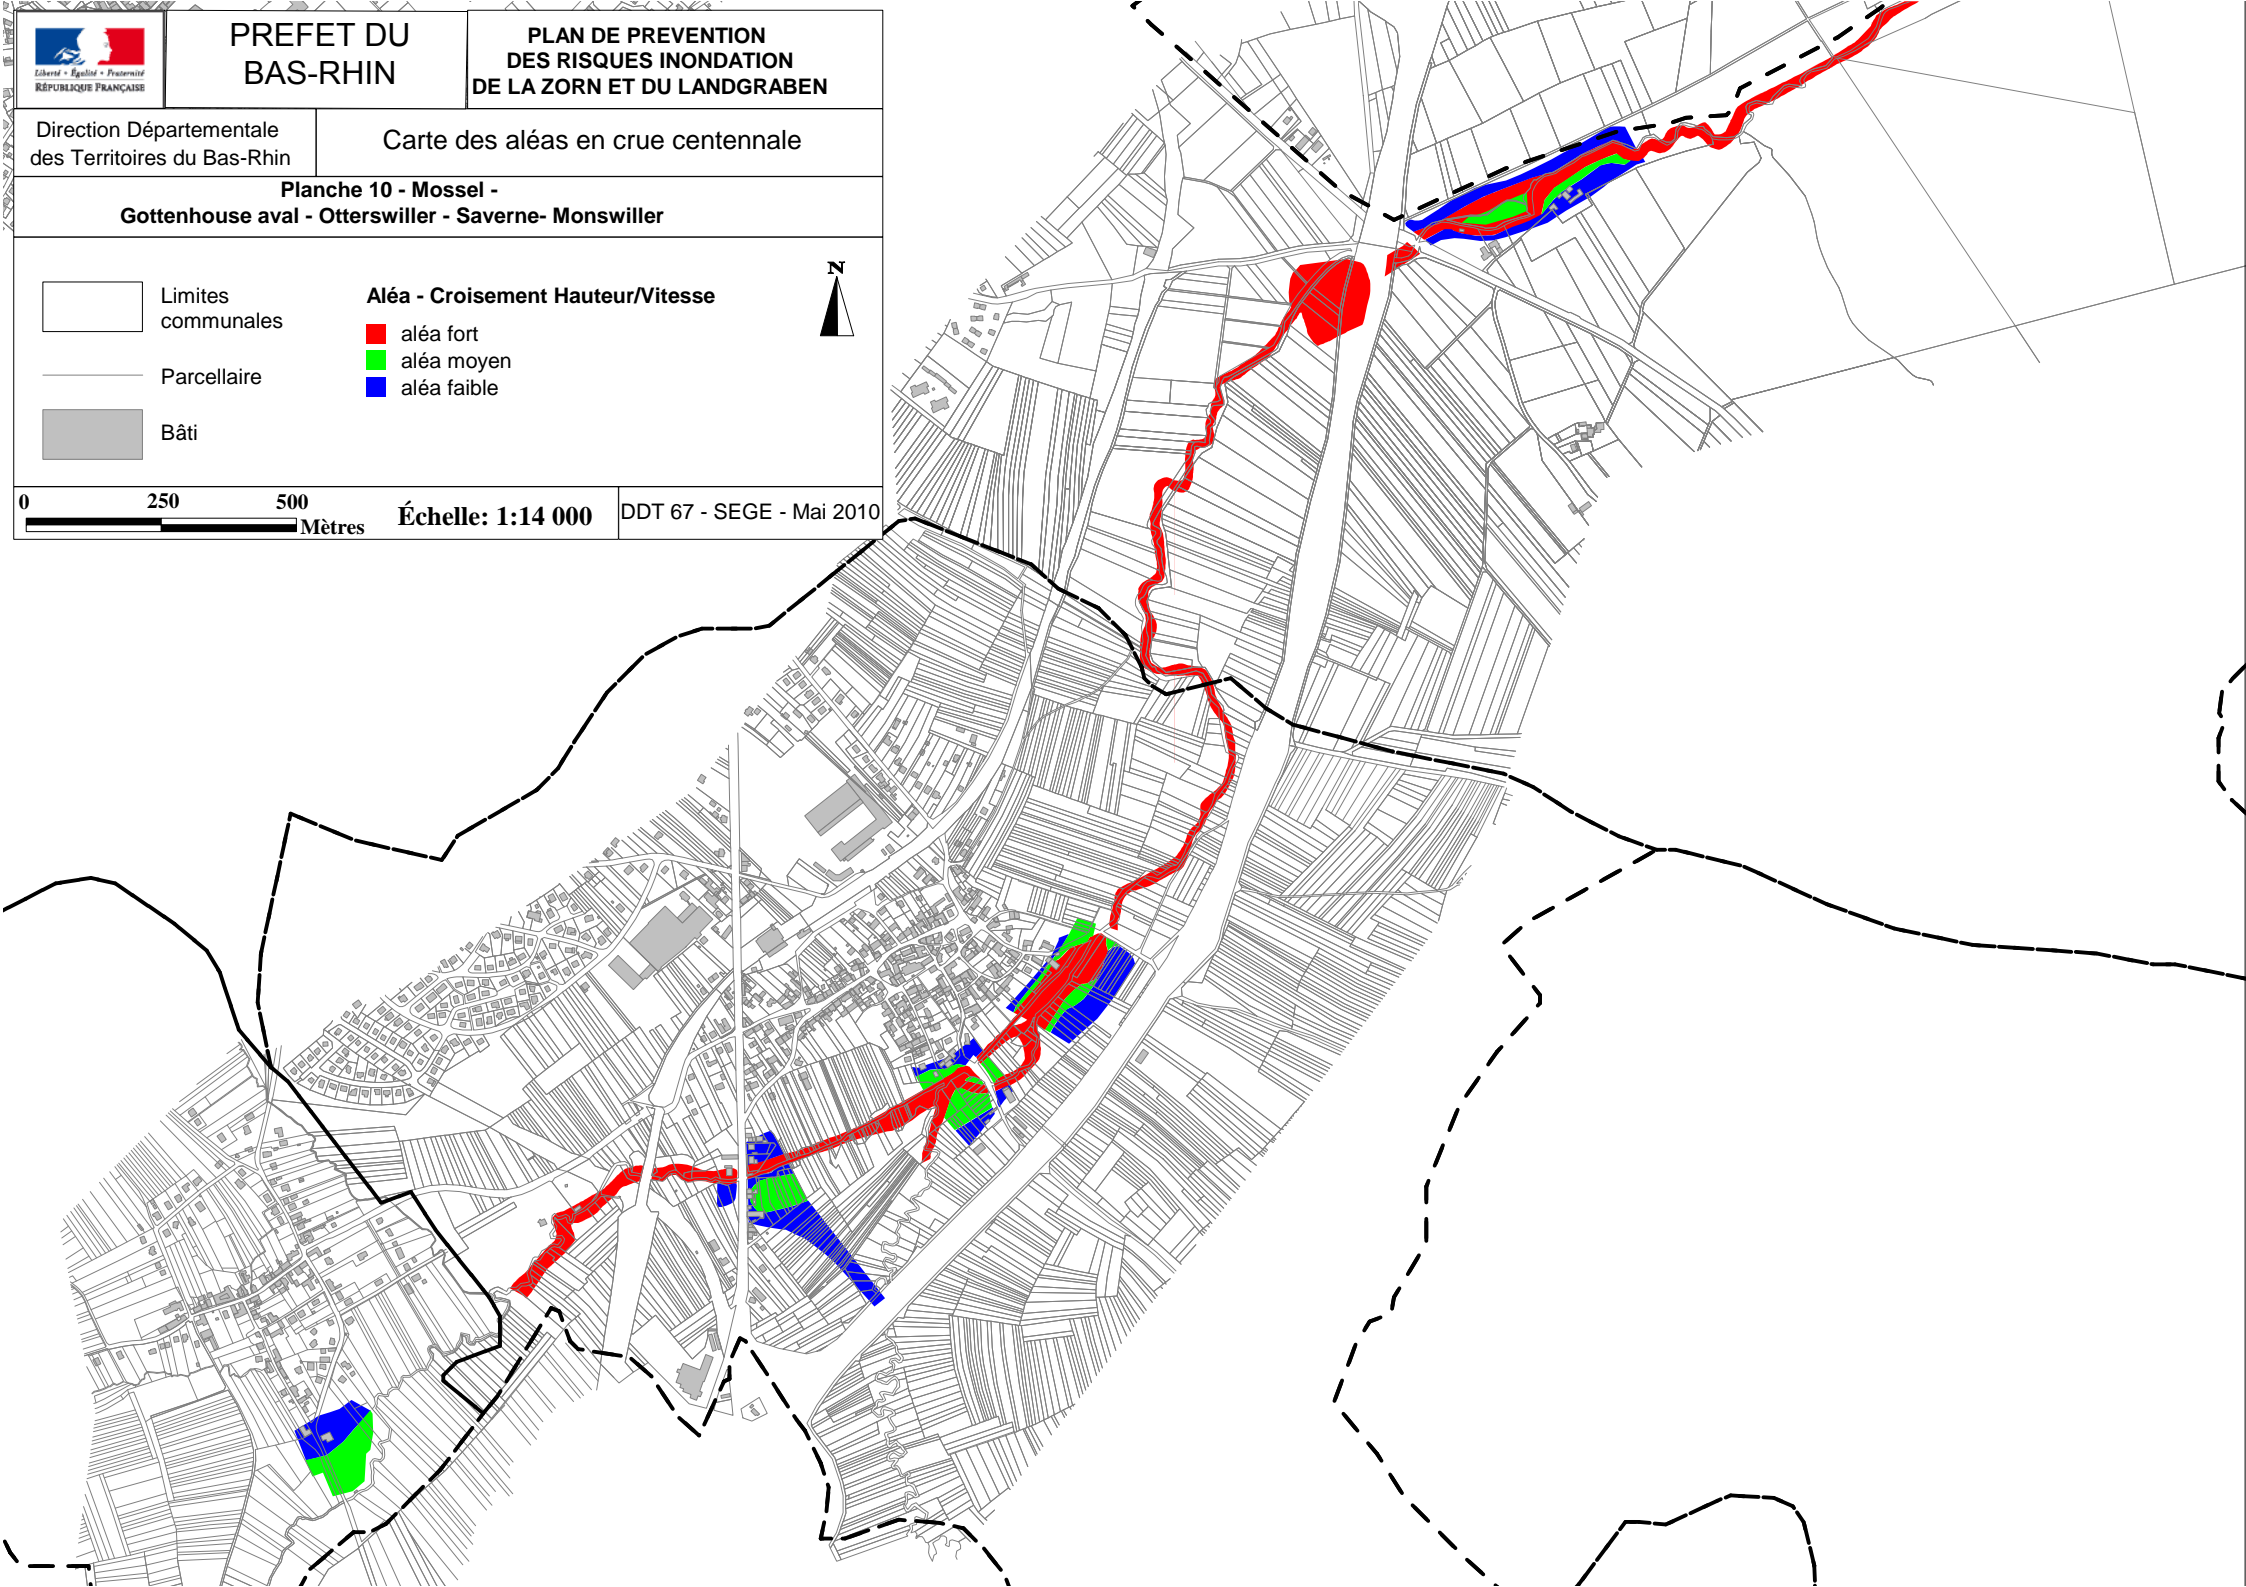 Liberté • Égalité • Fraternité
RÉPUBLIQUE FRANÇAISE
PREFET DU
BAS-RHIN
PLAN DE PREVENTION
DES RISQUES INONDATION
DE LA ZORN ET DU LANDGRABEN
Direction Départementale
des Territoires du Bas-Rhin
Carte des aléas en crue centennale
Planche 10 - Mossel -
Gottenhouse aval - Otterswiller - Saverne- Monswiller
Limites
communales
Parcellaire
Bâti
Aléa - Croisement Hauteur/Vitesse
aléa fort
aléa moyen
aléa faible
N
0 250 500
Mètres
Échelle: 1:14 000
DDT 67 - SEGE - Mai 2010